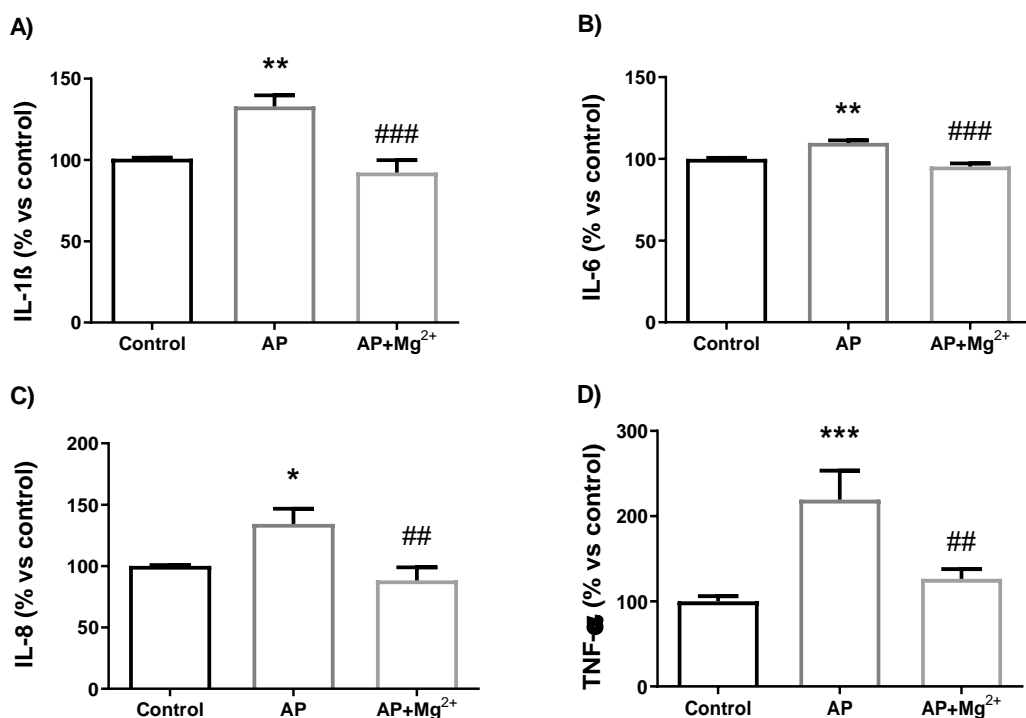 A)
IL-1ß (% vs control)
150
100
50
0
**
###
Control AP AP+Mg²⁺
B)
IL-6 (% vs control)
150
100
50
0
**
###
Control AP AP+Mg²⁺
C)
IL-8 (% vs control)
200
150
100
50
0
*
##
Control AP AP+Mg²⁺
D)
TNF- (% vs control)
300
200
100
0
***
##
Control AP AP+Mg²⁺